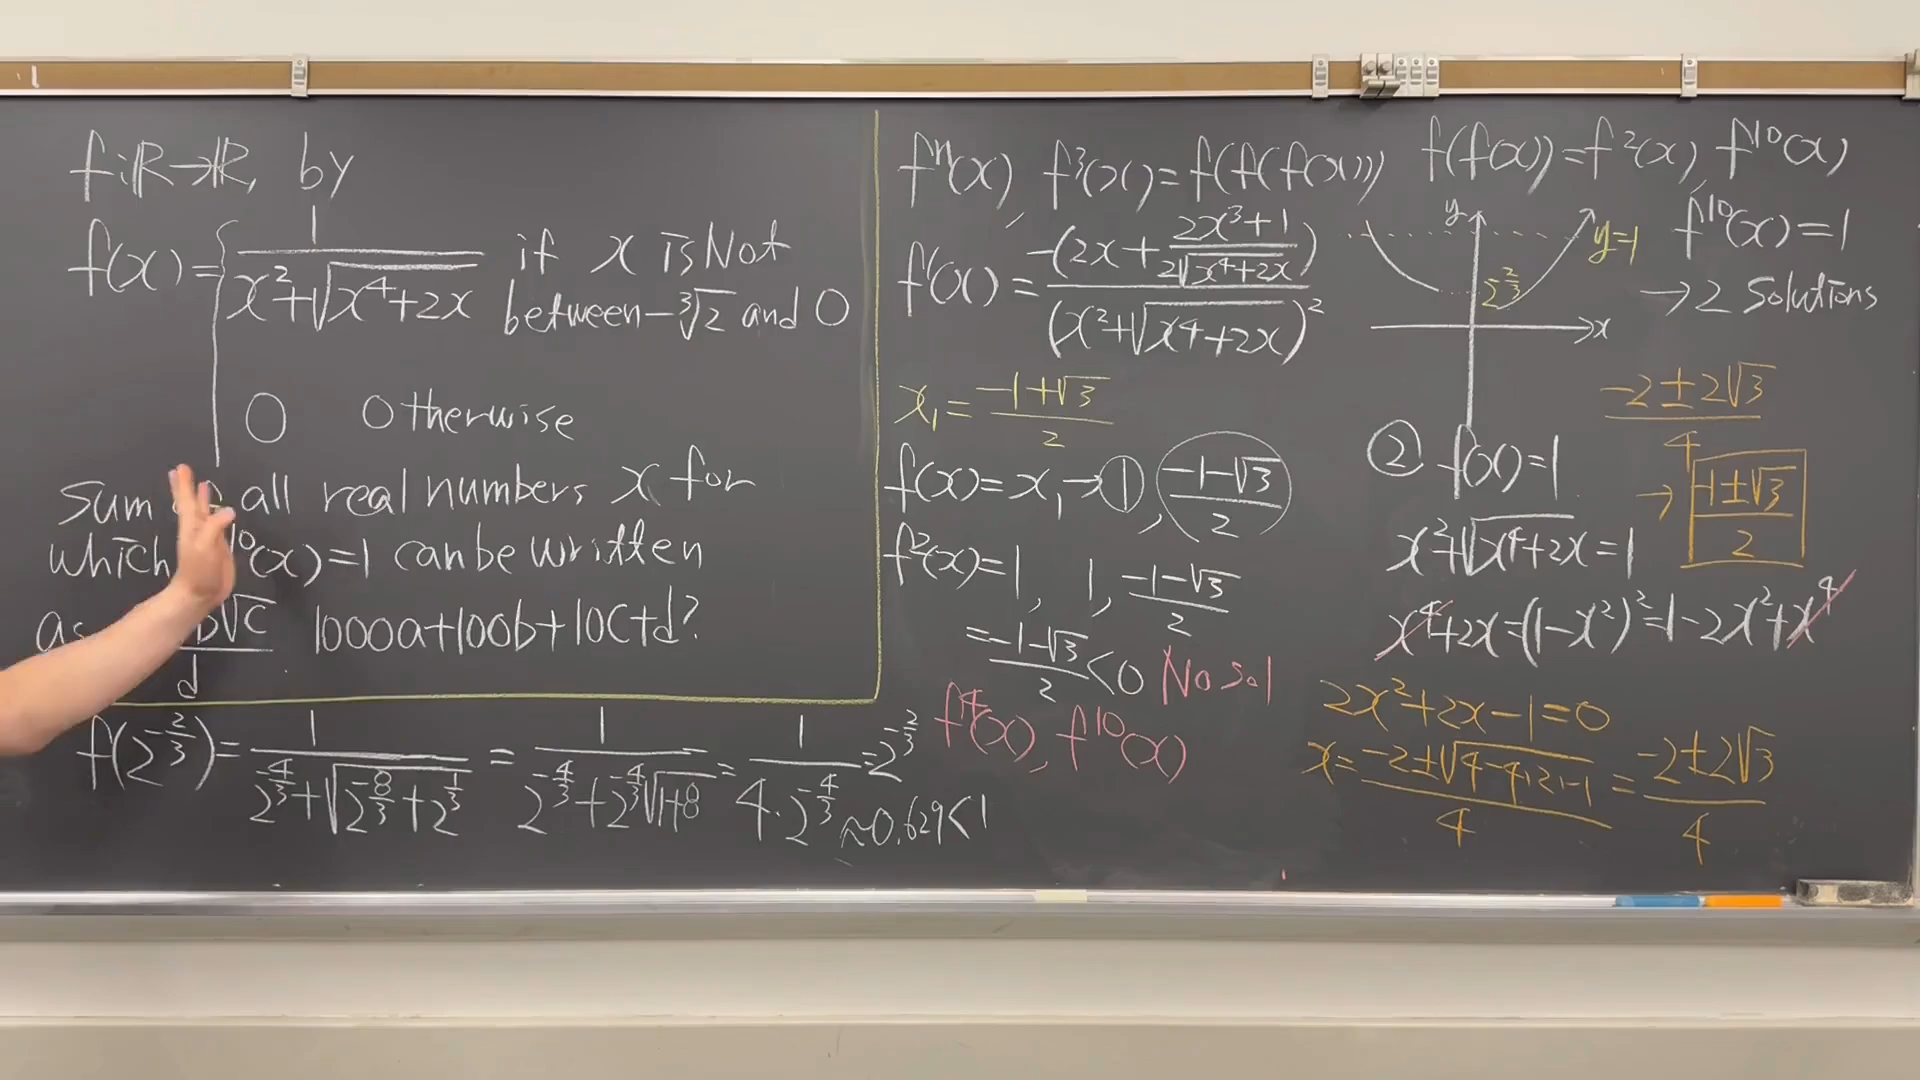 f:ℝ→ℝ, by
f(x)={ 1/(x²+√(x⁴+2x)) if x is Not between -∛2 and 0
0 Otherwise
Sum all real numbers x for
which ¹⁰(x)=1 can be written
as b√c/d 1000a+100b+10c+d?
f(2^(-2/3))= 1/(2^(-4/3)+√(2^(-8/3)+2^(1/3))) = 1/(2^(-4/3)+2^(-4/3)√(1+8)) = 1/(4·2^(-4/3)) =2^(-2/3)
≈0.629<1
fⁿ(x), f³(x)=f(f(f(x)))
f'(x)= -(2x+(2x³+1)/(2√(x⁴+2x)))/(x²+√(x⁴+2x))²
x₁= (-1+√3)/2
f(x)=x₁→①, (-1-√3)/2
f²(x)=1, 1, (-1-√3)/2
= (-1-√3)/2 <0 No sol
f⁴(x), f¹⁰(x)
f(f(x))=f²(x), f¹⁰(x)
f¹⁰(x)=1
→2 Solutions
y
y=1
x
② f(x)=1
x²+√(x⁴+2x)=1
x⁴+2x=(1-x²)²=1-2x²+x⁴
2x²+2x-1=0
x= (-2±√(4-4·2·-1))/4 = (-2±2√3)/4
(-2±2√3)/4
→ (-1±√3)/2